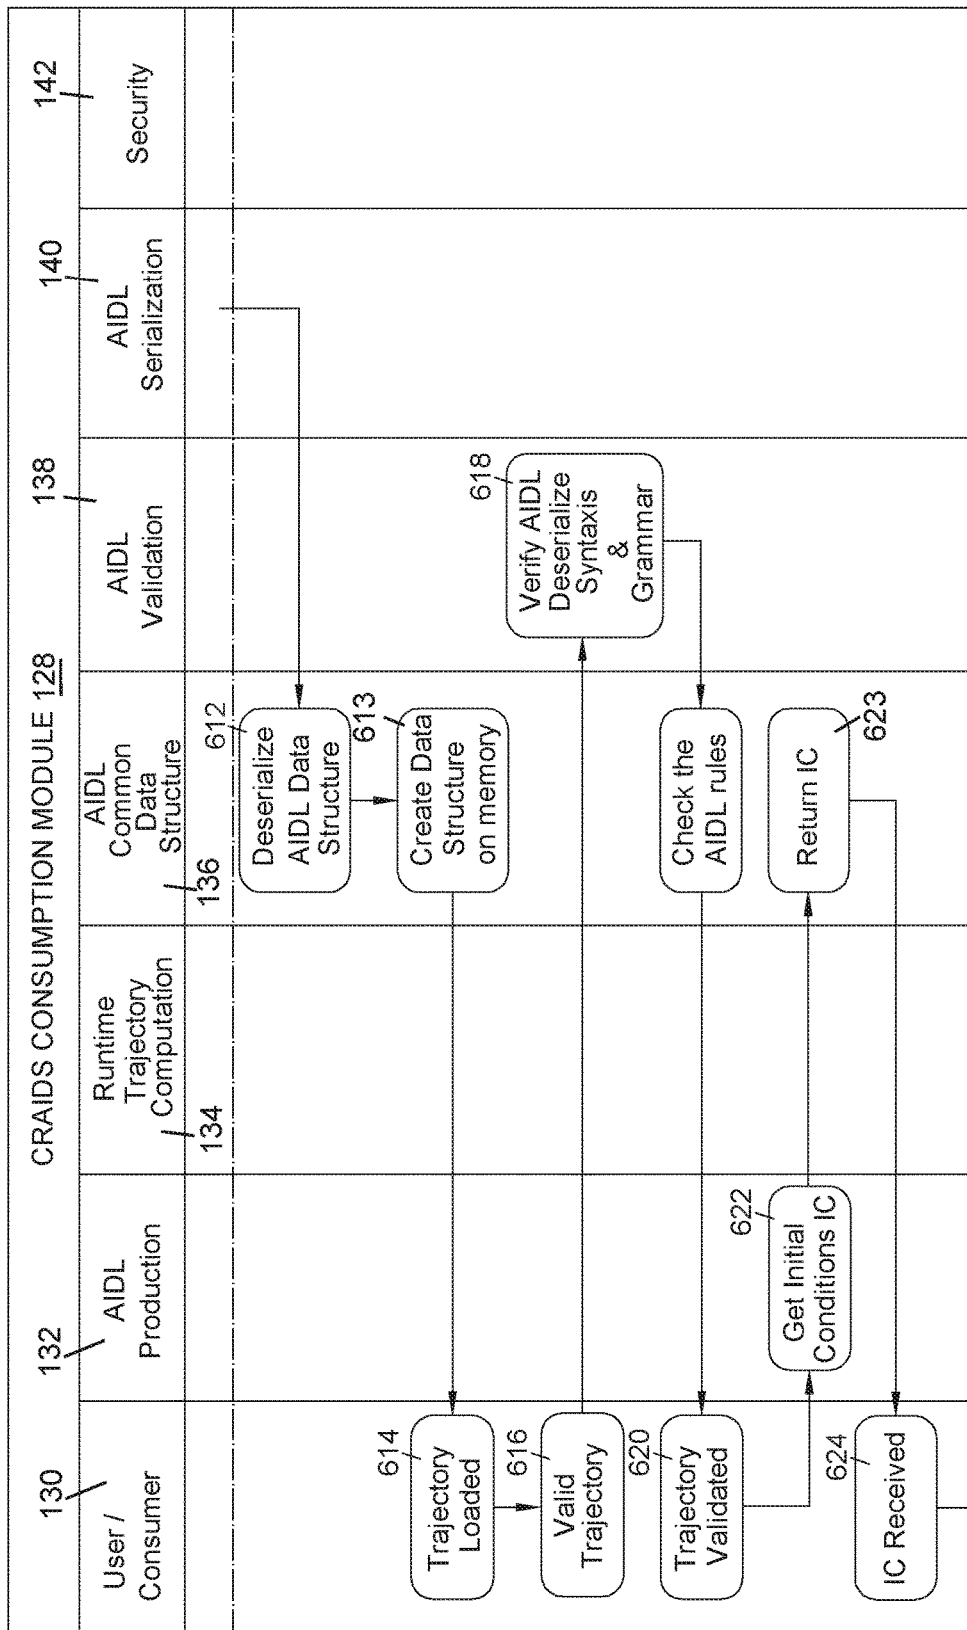 CRAIDS CONSUMPTION MODULE 128
130
User /
Consumer
132
AIDL
Production
Runtime
Trajectory
Computation
134
AIDL
Common
Data
Structure
136
138
AIDL
Validation
140
AIDL
Serialization
142
Security
612
Deserialize
AIDL Data
Structure
613
Create Data
Structure
on memory
614
Trajectory
Loaded
616
Valid
Trajectory
618
Verify AIDL
Deserialize
Syntaxis
&
Grammar
Check the
AIDL rules
620
Trajectory
Validated
622
Get Initial
Conditions IC
Return IC
623
624
IC Received